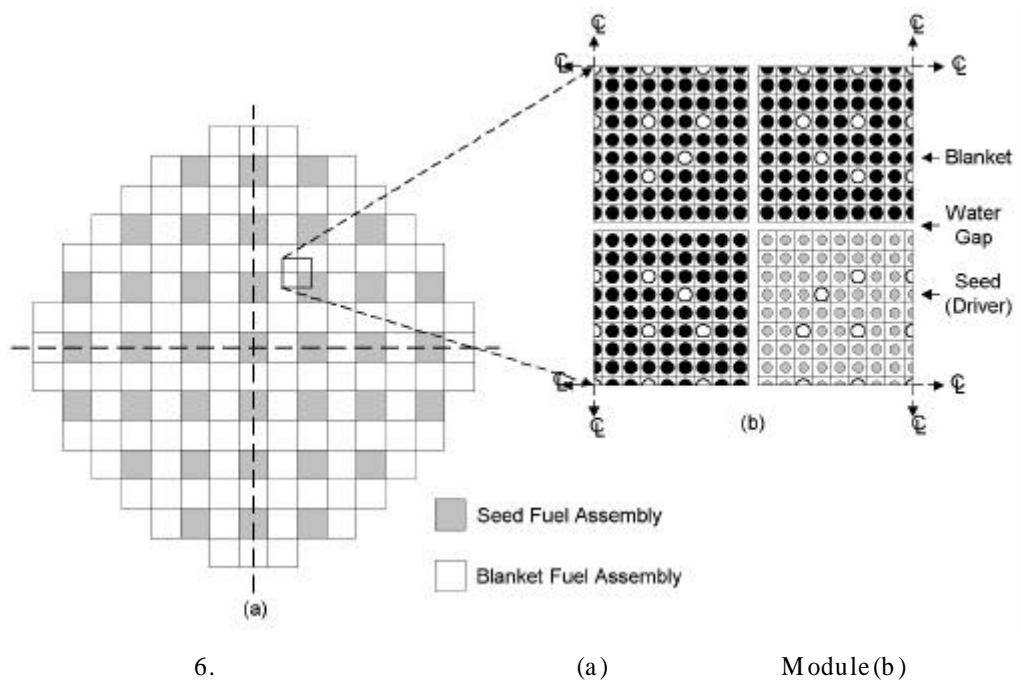 ℄ ℄
℄ ℄
Blanket
Water
Gap
Seed
(Driver)
℄ ℄
(b)
℄ ℄
Seed Fuel Assembly
Blanket Fuel Assembly
(a)
6. (a) Module(b)